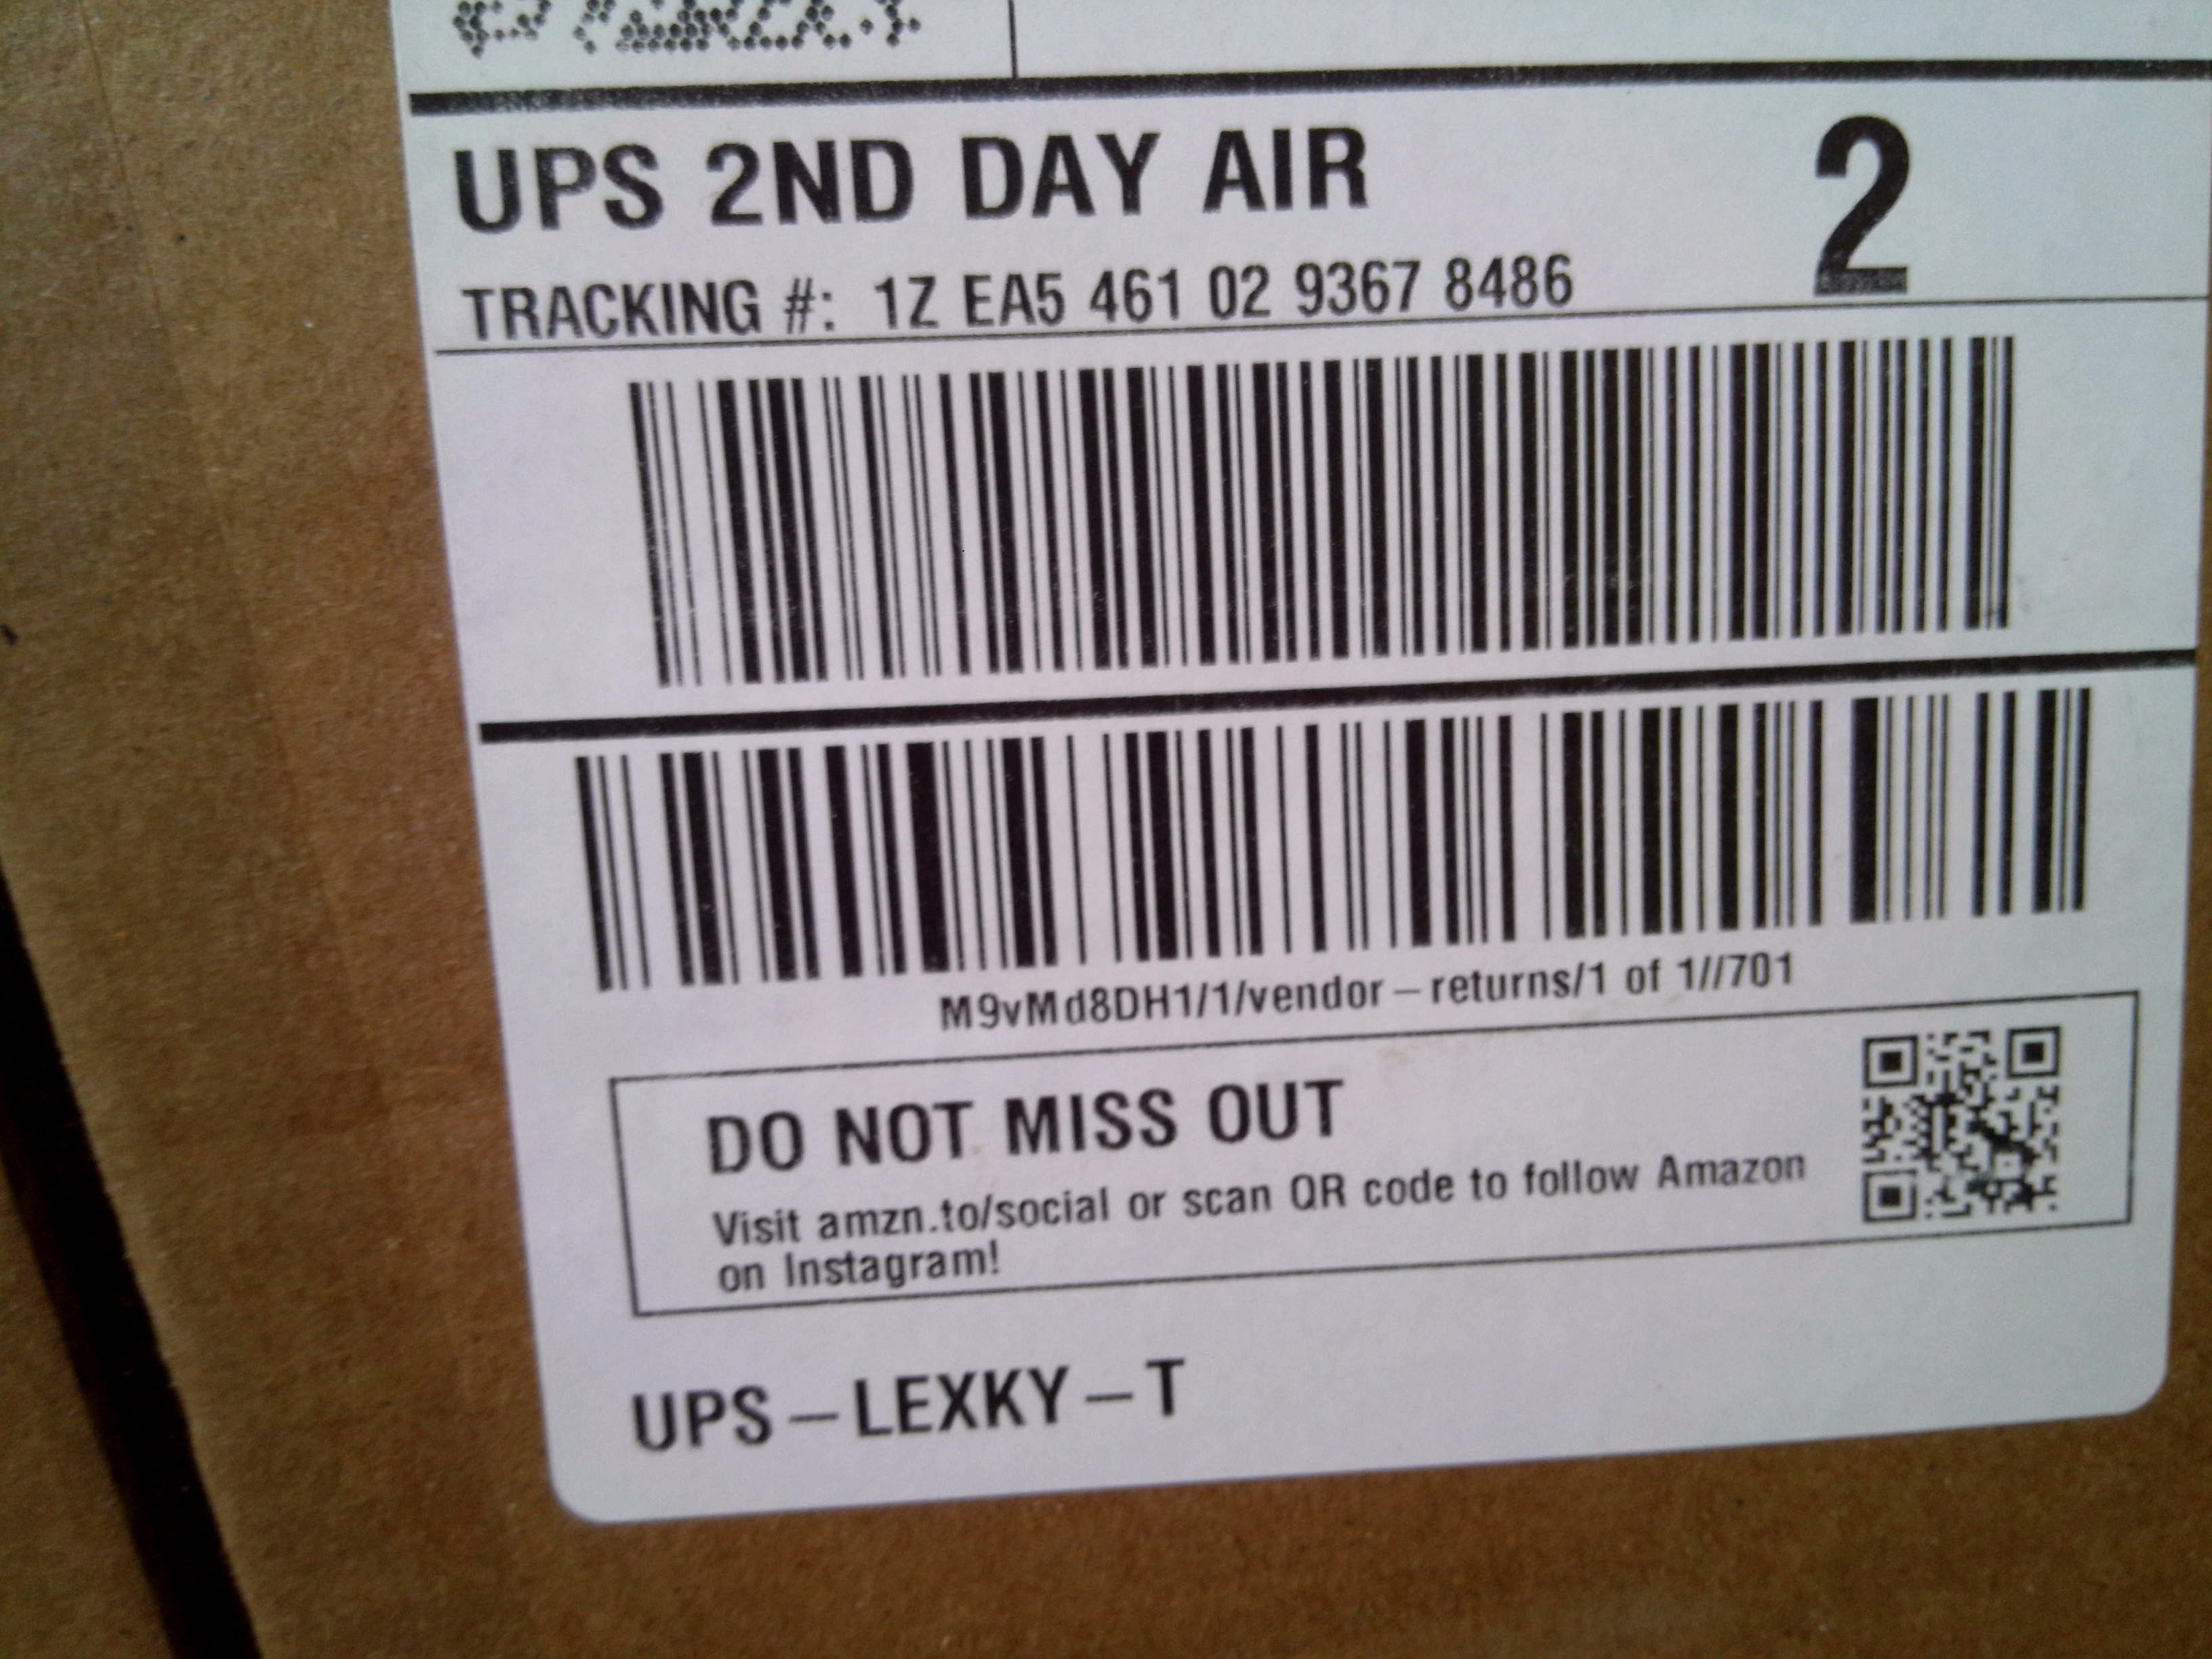 UPS 2ND DAY AIR
2
TRACKING #: 1Z EA5 461 02 9367 8486
M9vMd8DH1/1/vendor-returns/1 of 1//701
DO NOT MISS OUT
Visit amzn.to/social or scan QR code to follow Amazon
on Instagram!
UPS-LEXKY-T